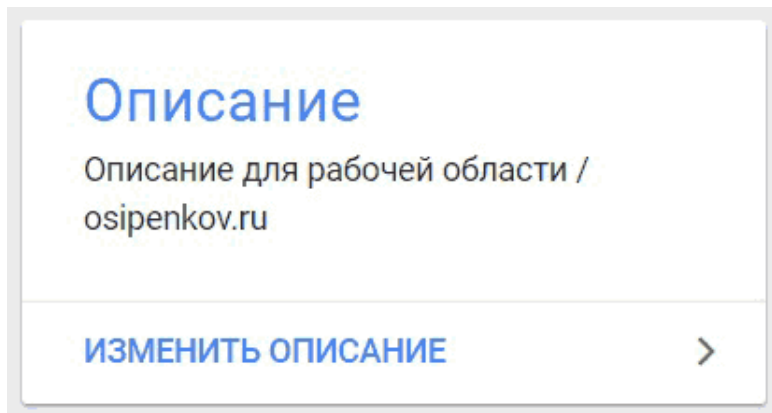 Описание
Описание для рабочей области /
osipenkov.ru
ИЗМЕНИТЬ ОПИСАНИЕ